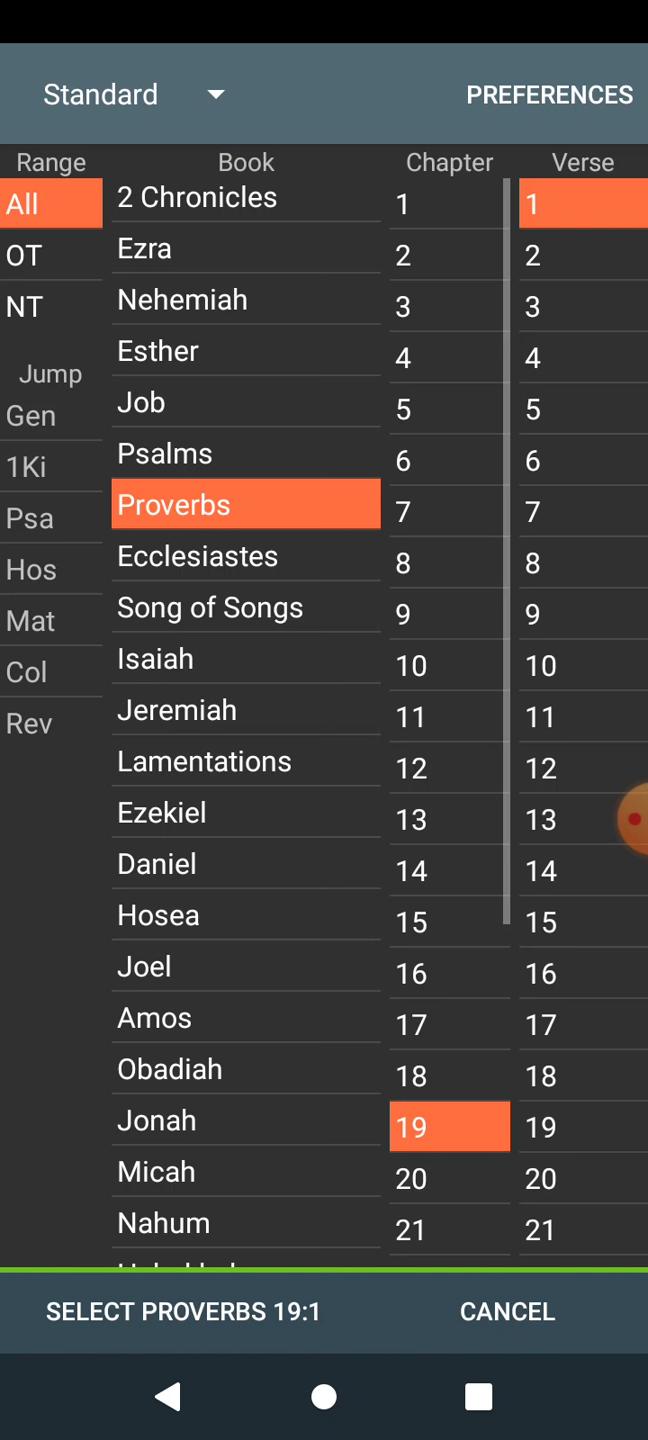 Standard
PREFERENCES
Range
Book
Chapter
Verse
All
OT
NT
Jump
Gen
1Ki
Psa
Hos
Mat
Col
Rev
2 Chronicles
Ezra
Nehemiah
Esther
Job
Psalms
Proverbs
Ecclesiastes
Song of Songs
Isaiah
Jeremiah
Lamentations
Ezekiel
Daniel
Hosea
Joel
Amos
Obadiah
Jonah
Micah
Nahum
1
2
3
4
5
6
7
8
9
10
11
12
13
14
15
16
17
18
19
20
21
1
2
3
4
5
6
7
8
9
10
11
12
13
14
15
16
17
18
19
20
21
SELECT PROVERBS 19:1
CANCEL